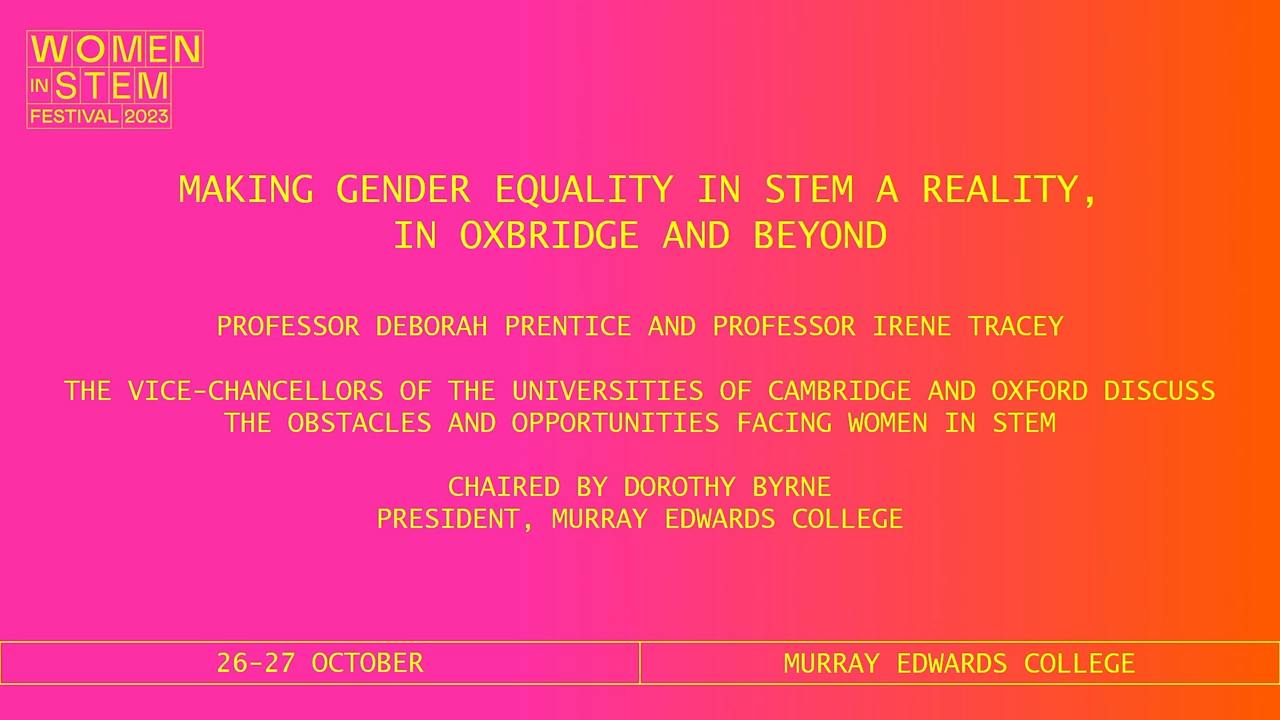 WOMEN
IN STEM
FESTIVAL 2023
MAKING GENDER EQUALITY IN STEM A REALITY,
IN OXBRIDGE AND BEYOND
PROFESSOR DEBORAH PRENTICE AND PROFESSOR IRENE TRACEY
THE VICE-CHANCELLORS OF THE UNIVERSITIES OF CAMBRIDGE AND OXFORD DISCUSS
THE OBSTACLES AND OPPORTUNITIES FACING WOMEN IN STEM
CHAIRED BY DOROTHY BYRNE
PRESIDENT, MURRAY EDWARDS COLLEGE
26-27 OCTOBER
MURRAY EDWARDS COLLEGE